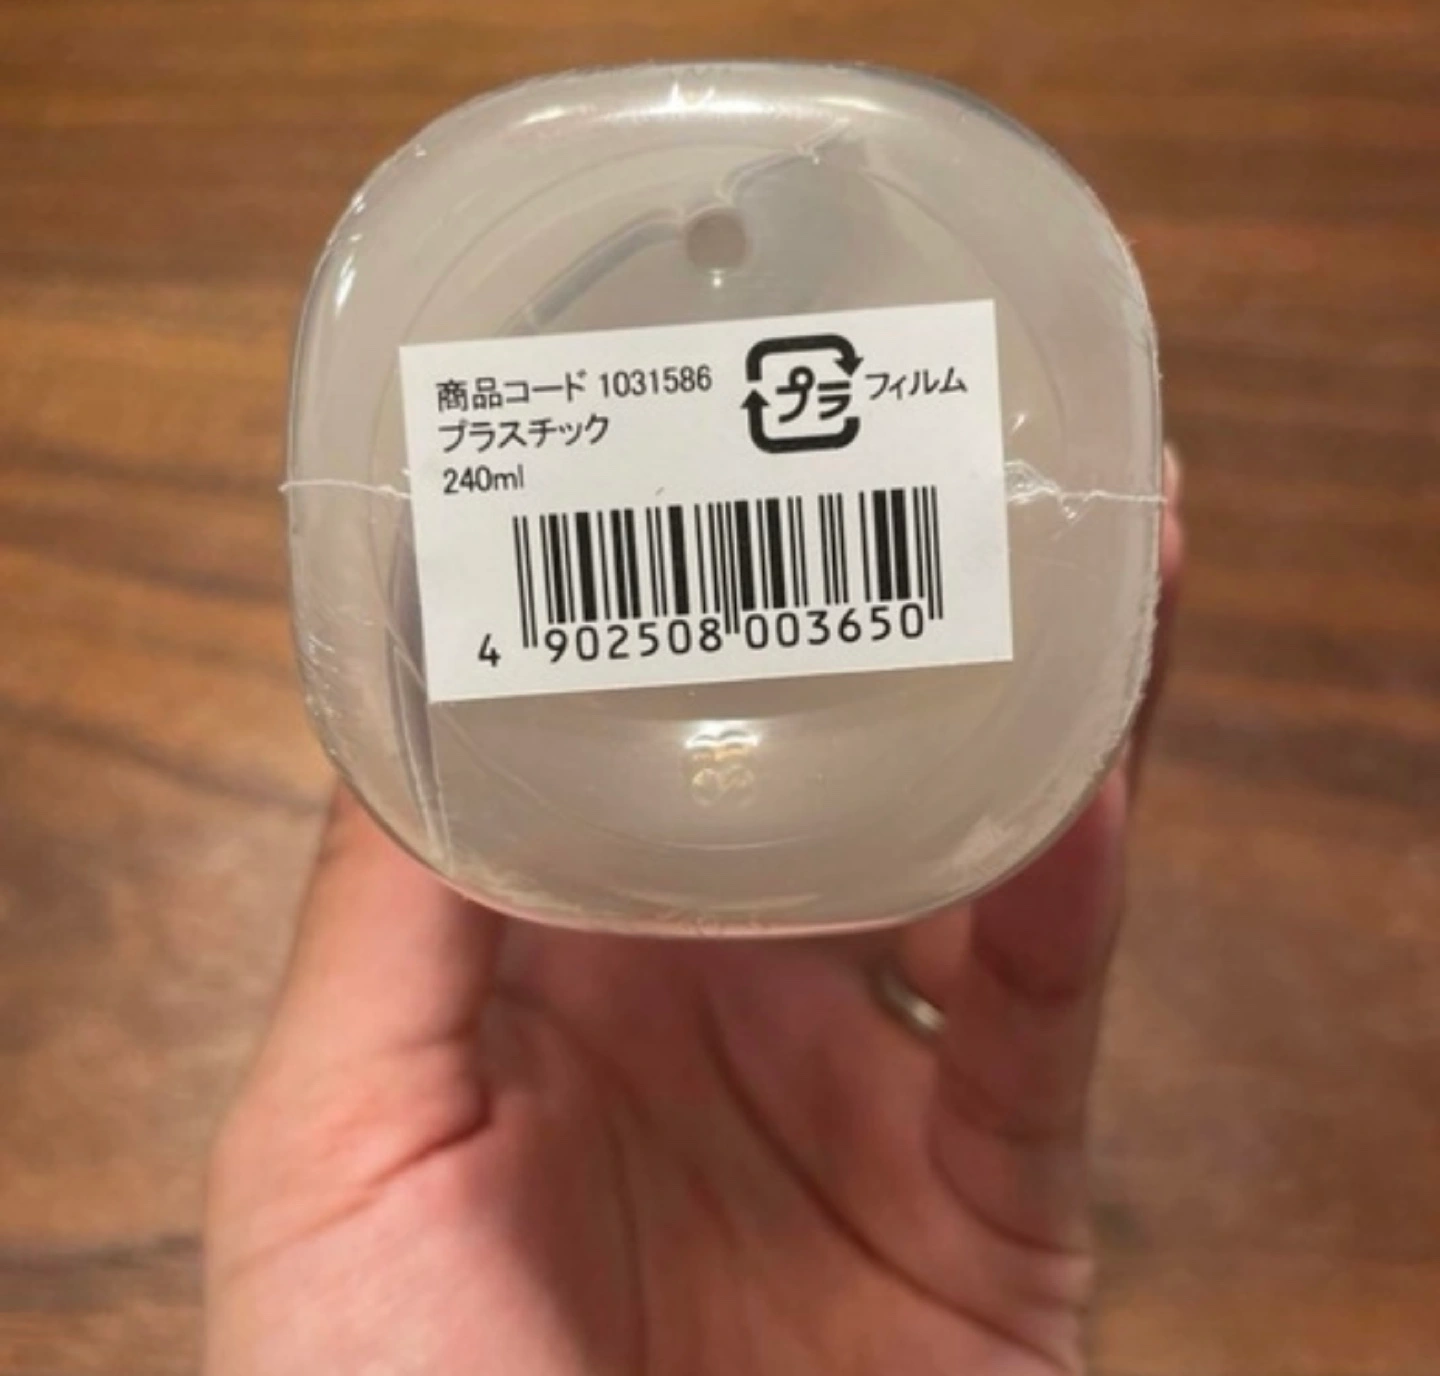 商品コード 1031586
プラ フィルム
プラスチック
240ml
4 902508 003650